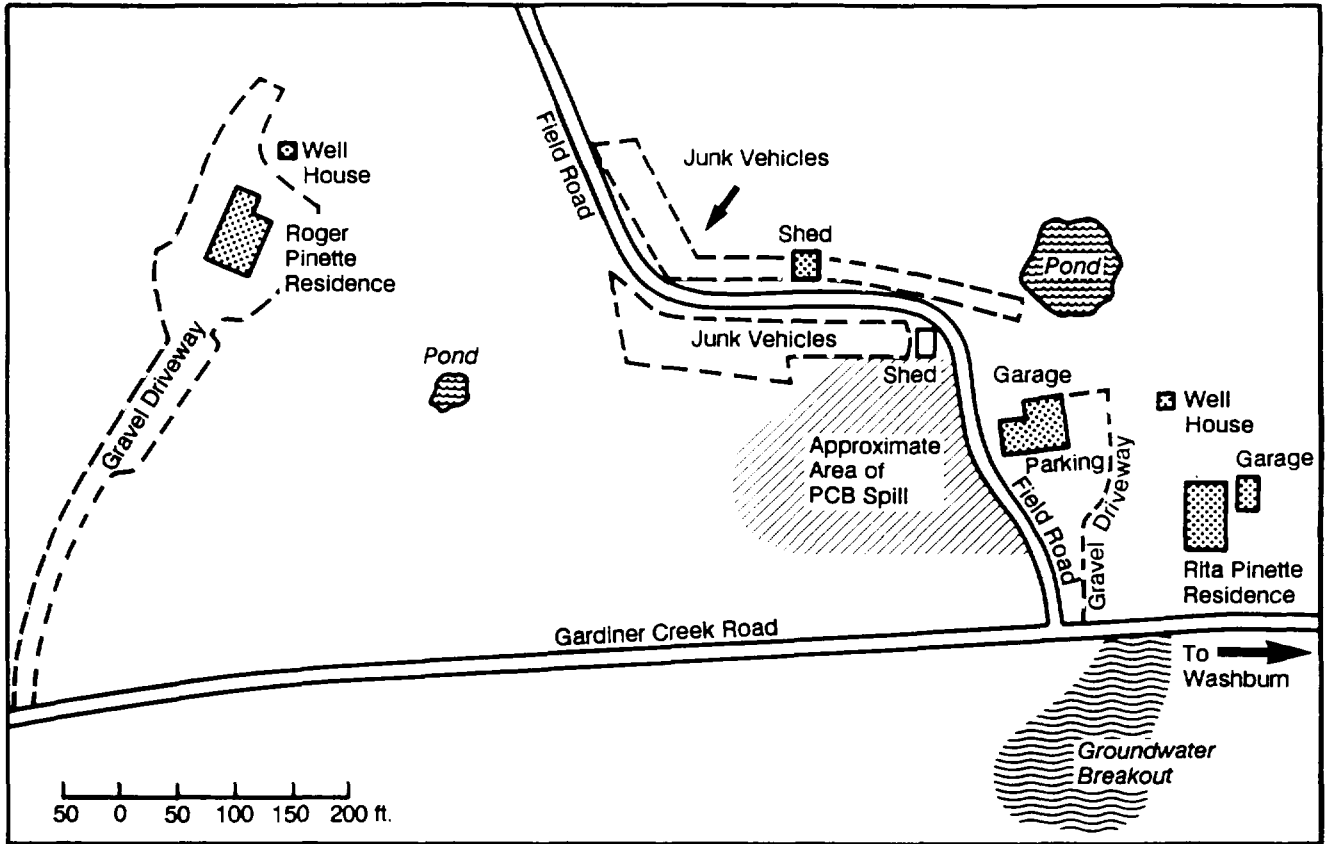 Field Road
Junk Vehicles
Well
House
Shed
Roger
Pinette
Residence
Pond
Gravel Driveway
Pond
Junk Vehicles
Shed
Garage
Parking
Well
House
Garage
Approximate
Area of
PCB Spill
Field Road
Gravel Driveway
Rita Pinette
Residence
Gardiner Creek Road
To
Washburn
Groundwater
Breakout
50 0 50 100 150 200 ft.